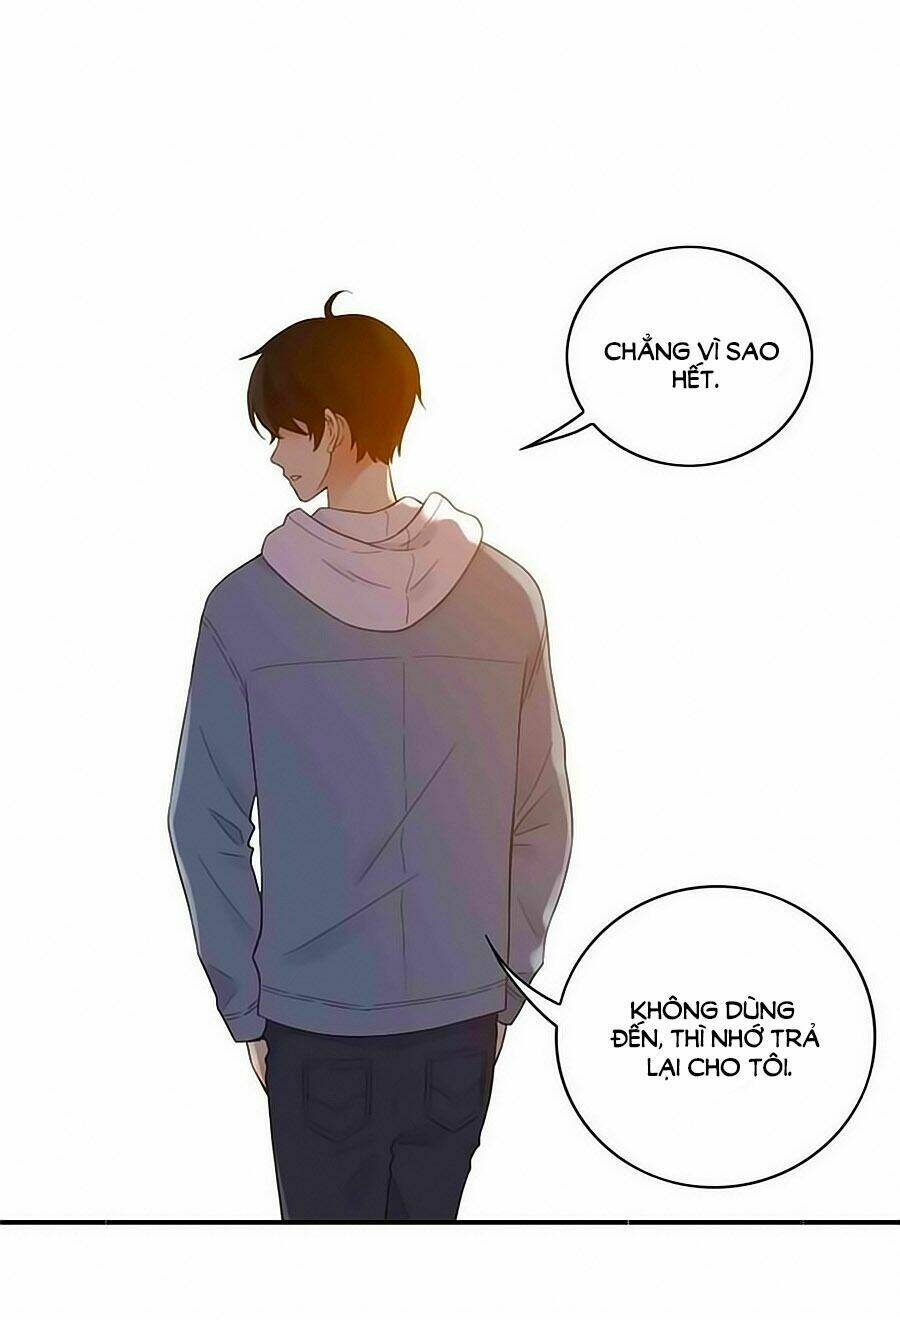 CHẲNG VÌ SAO
HẾT.
KHÔNG DÙNG
ĐẾN, THÌ NHỚ TRẢ
LẠI CHO TÔI.